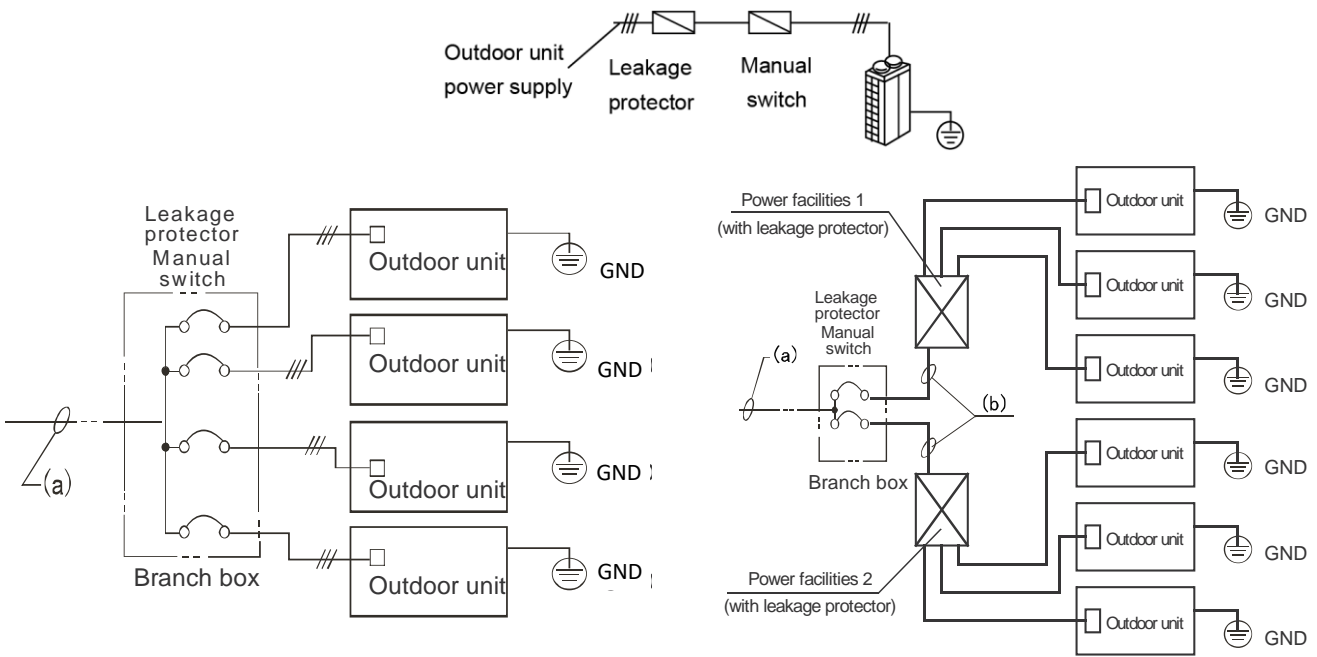 Outdoor unit
power supply
Leakage
protector
Manual
switch
Leakage
protector
Manual
switch
Outdoor unit
GND
Outdoor unit
GND
Outdoor unit
GND
Outdoor unit
GND
(a)
Branch box
Power facilities 1
(with leakage protector)
Leakage
protector
Manual
switch
(a)
(b)
Branch box
Power facilities 2
(with leakage protector)
Outdoor unit
GND
Outdoor unit
GND
Outdoor unit
GND
Outdoor unit
GND
Outdoor unit
GND
Outdoor unit
GND